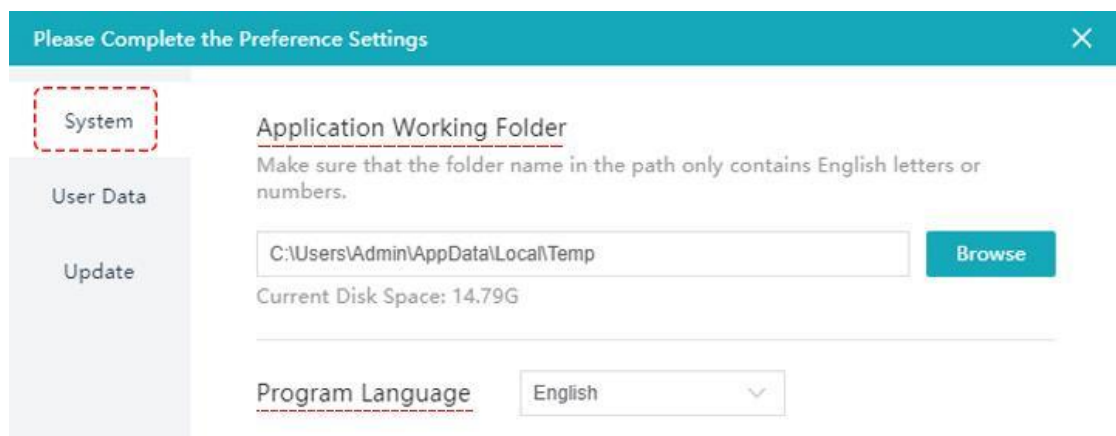 Please Complete the Preference Settings
System
Application Working Folder
Make sure that the folder name in the path only contains English letters or
numbers.
User Data
C:\Users\Admin\AppData\Local\Temp
Browse
Update
Current Disk Space: 14.79G
Program Language
English